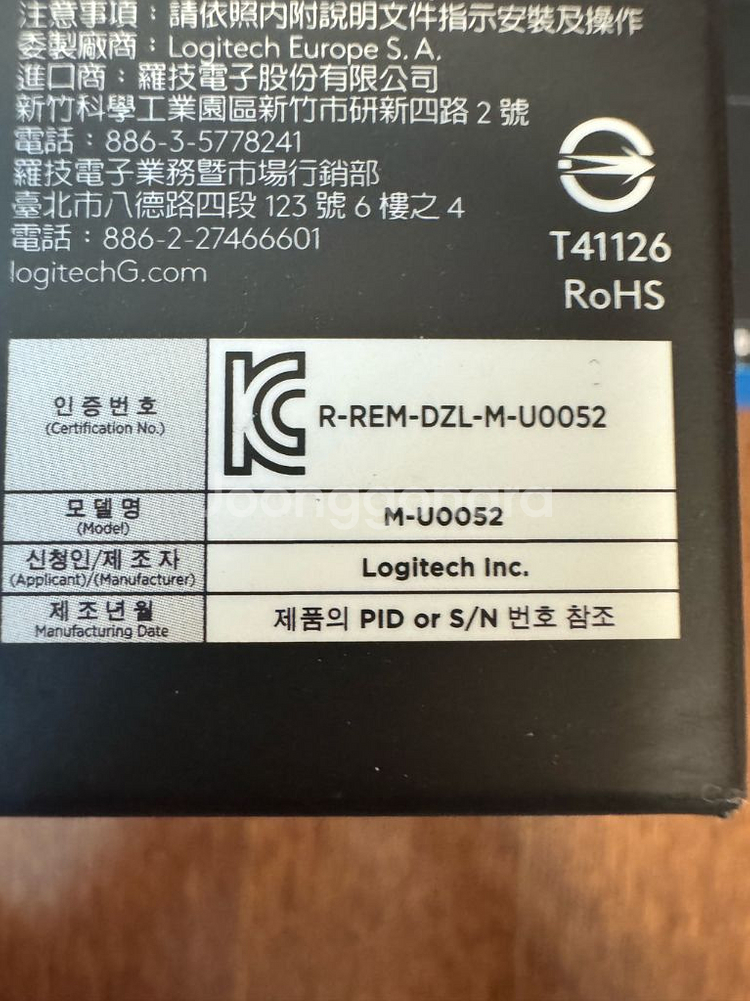 注意事項：請依照內附說明文件指示安裝及操作
委製廠商：Logitech Europe S.A.
進口商：羅技電子股份有限公司
新竹科學工業園區新竹市研新四路 2 號
電話：886-3-5778241
羅技電子業務暨市場行銷部
臺北市八德路四段 123 號 6 樓之 4
電話：886-2-27466601
logitechG.com
T41126
RoHS
인증번호
(Certification No.)
R-REM-DZL-M-U0052
모델명
(Model)
M-U0052
신청인/제조자
(Applicant)/(Manufacturer)
Logitech Inc.
제조년월
Manufacturing Date
제품의 PID or S/N 번호 참조
Joonggonara